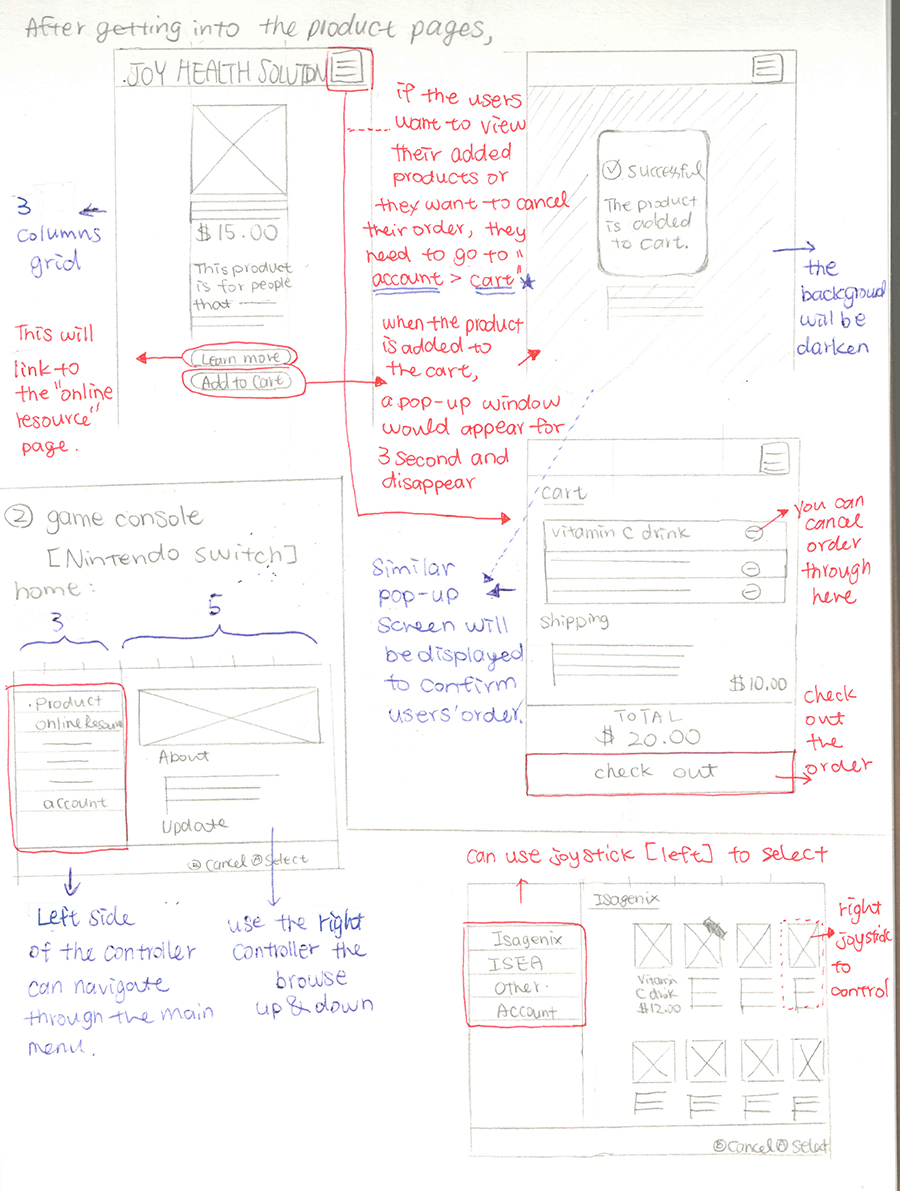 After getting into the product pages,
.JOY HEALTH SOLUTION
$15.00
This product
is for people
that
Learn more
Add to Cart
3
columns
grid
This will
link to
the "online
resource"
page.
if the users
want to view
their added
products or
they want to cancel
their order, they
need to go to "
account > cart"
when the product
is added to
the cart,
a pop-up window
would appear for
3 second and
disappear
successful
The product
is added
to cart.
the
backgroud
will be
darken
cart
vitamin C drink
shipping
$10.00
TOTAL
$ 20.00
check out
you can
cancel
order
through
here
check
out
the
order
Similar
pop-up
screen will
be displayed
to confirm
users' order.
② game console
[Nintendo switch]
home:
3
5
.Product
online Resour
account
About
Update
Ⓑ Cancel Ⓐ Select
Left side
of the controller
can navigate
through the main
menu.
use the right
controller the
browse
up & down
can use joystick [left] to select
Isagenix
ISEA
other.
Account
Isagenix
Vitamin
C drink
$12.00
right
joystick
to
control
Ⓑ Cancel Ⓐ Select